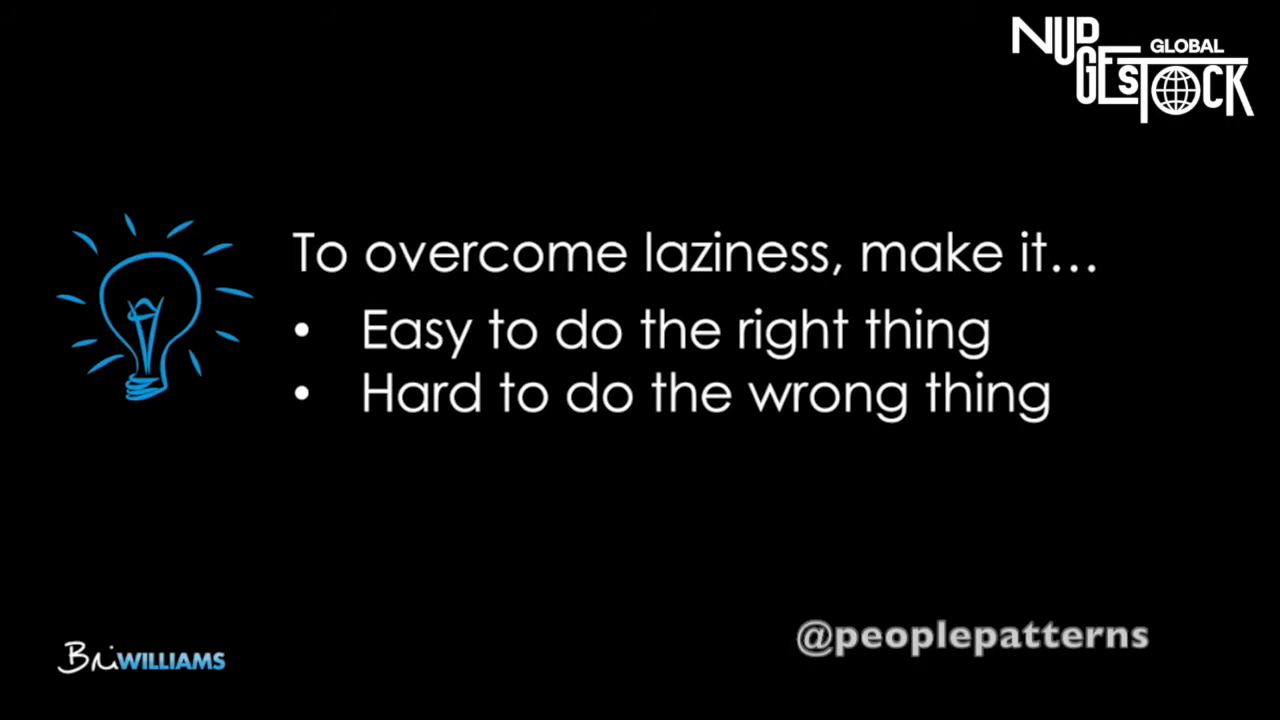 NUDGESTOCK
GLOBAL
To overcome laziness, make it…
• Easy to do the right thing
• Hard to do the wrong thing
@peoplepatterns
Bri WILLIAMS